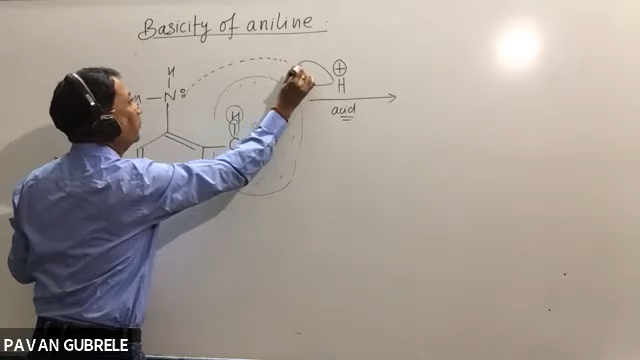 Basicity of aniline
H
H
N
H
C
acid
PAVAN GUBRELE